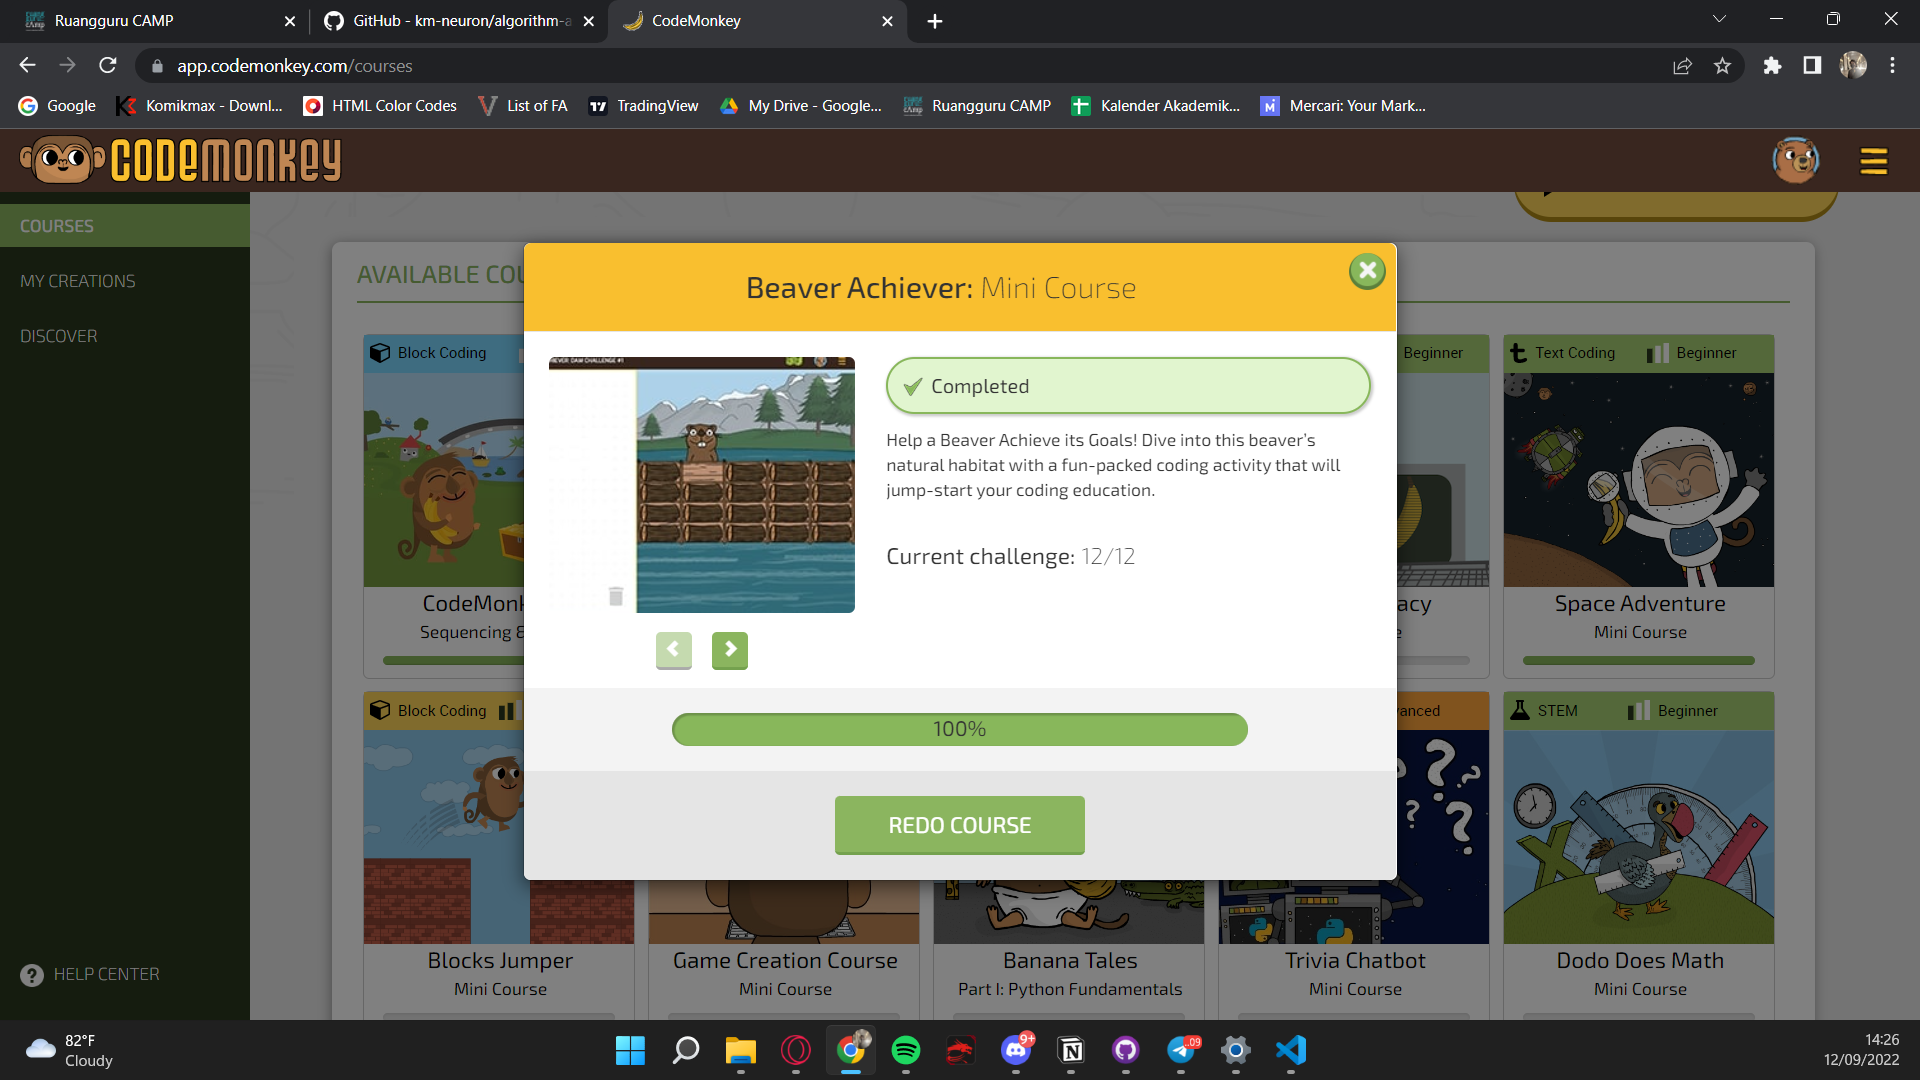 Ruangguru CAMP
GitHub - km-neuron/algorithm-a
CodeMonkey
app.codemonkey.com/courses
Google
Komikmax - Downl...
HTML Color Codes
List of FA
TradingView
My Drive - Google...
Ruangguru CAMP
Kalender Akademik...
Mercari: Your Mark...
CODEMONKEY
COURSES
MY CREATIONS
DISCOVER
HELP CENTER
AVAILABLE COU
Block Coding
Beginner
Text Coding
Beginner
Beaver Achiever: Mini Course
Completed
Help a Beaver Achieve its Goals! Dive into this beaver's
natural habitat with a fun-packed coding activity that will
jump-start your coding education.
Current challenge: 12/12
100%
REDO COURSE
CodeMon
Sequencing &
acy
Space Adventure
Mini Course
Block Coding
anced
STEM
Beginner
Blocks Jumper
Mini Course
Game Creation Course
Mini Course
Banana Tales
Part I: Python Fundamentals
Trivia Chatbot
Mini Course
Dodo Does Math
Mini Course
82°F
Cloudy
9+
14:26
12/09/2022